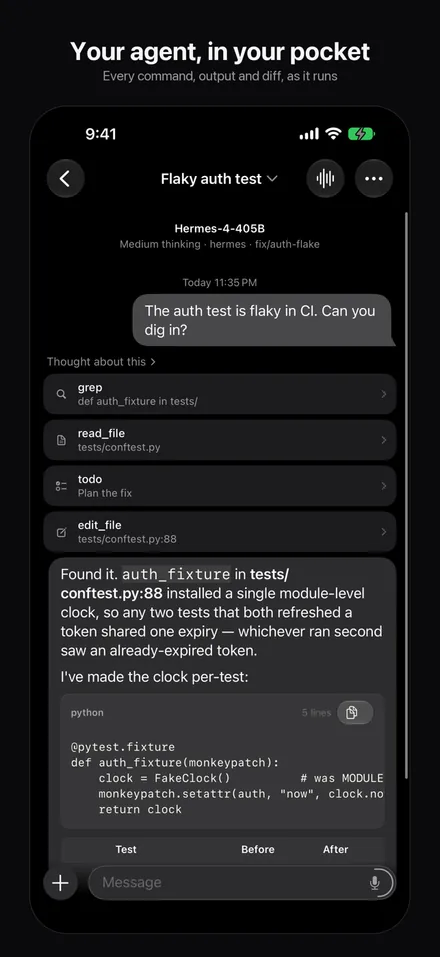 Your agent, in your pocket
Every command, output and diff, as it runs
9:41
Flaky auth test
Hermes-4-405B
Medium thinking · hermes · fix/auth-flake
Today 11:35 PM
The auth test is flaky in CI. Can you
dig in?
Thought about this >
grep
def auth_fixture in tests/
read_file
tests/conftest.py
todo
Plan the fix
edit_file
tests/conftest.py:88
Found it. auth_fixture in tests/
conftest.py:88 installed a single module-level
clock, so any two tests that both refreshed a
token shared one expiry — whichever ran second
saw an already-expired token.
I've made the clock per-test:
python 5 lines
@pytest.fixture
def auth_fixture(monkeypatch):
    clock = FakeClock()          # was MODULE
    monkeypatch.setattr(auth, "now", clock.no
    return clock
Test Before After
Message